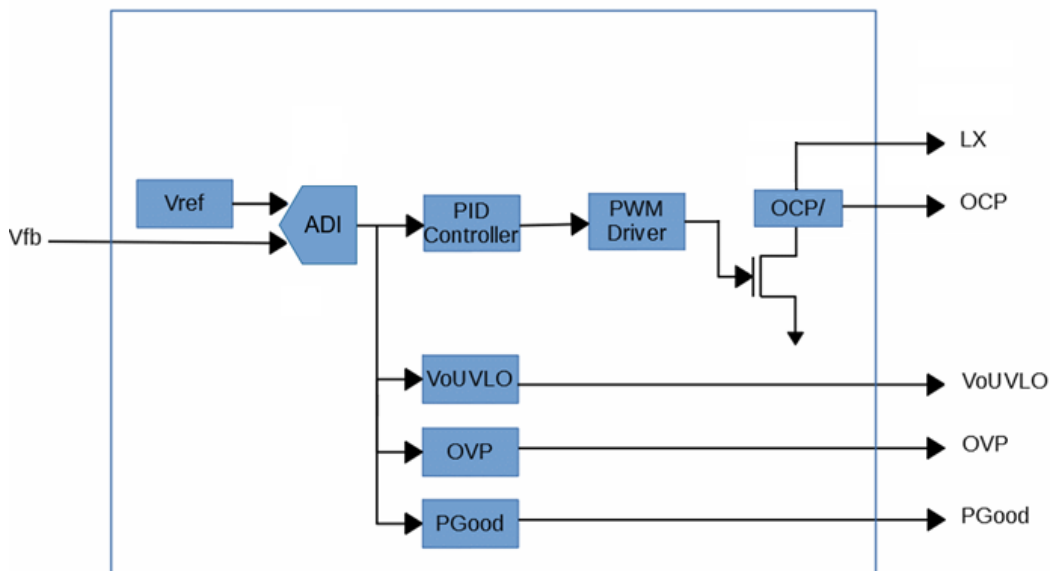 LX
Vref
PID
Controller
PWM
Driver
OCP/
OCP
ADI
Vfb
VoUVLO
VoUVLO
OVP
OVP
PGood
PGood